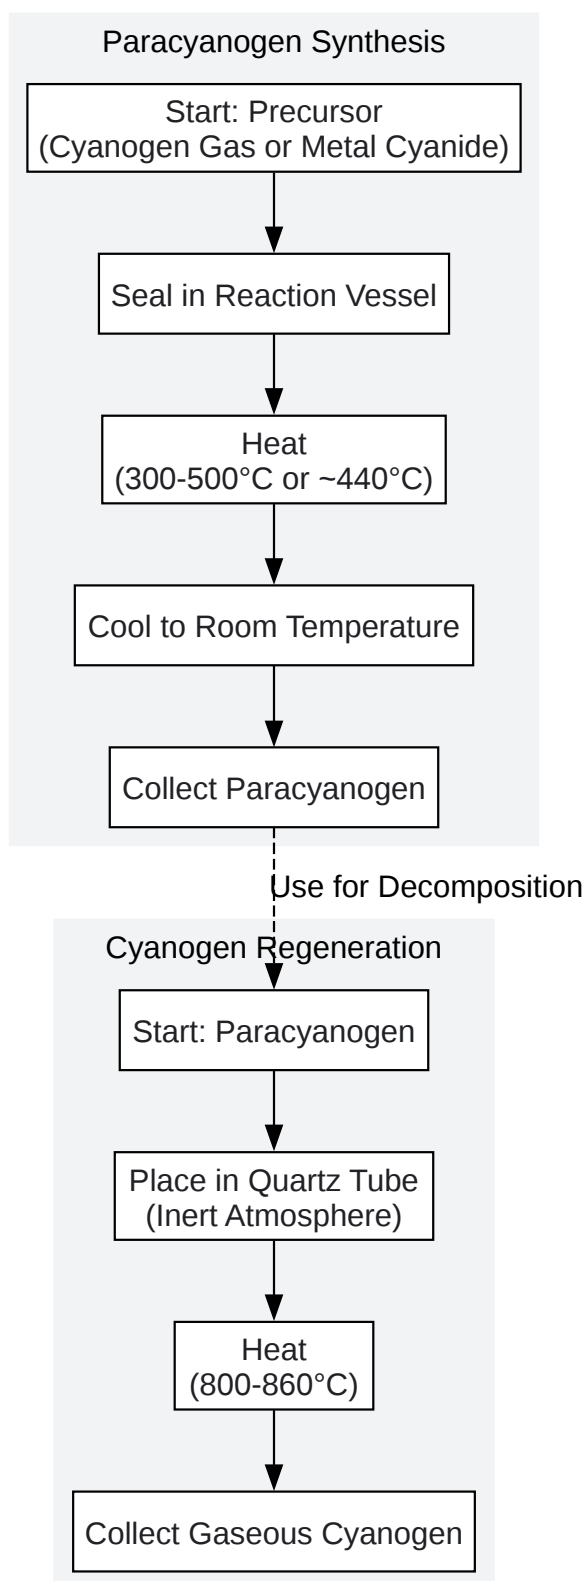 Paracyanogen Synthesis
Start: Precursor
(Cyanogen Gas or Metal Cyanide)
Seal in Reaction Vessel
Heat
(300-500°C or ~440°C)
Cool to Room Temperature
Collect Paracyanogen
Use for Decomposition
Cyanogen Regeneration
Start: Paracyanogen
Place in Quartz Tube
(Inert Atmosphere)
Heat
(800-860°C)
Collect Gaseous Cyanogen